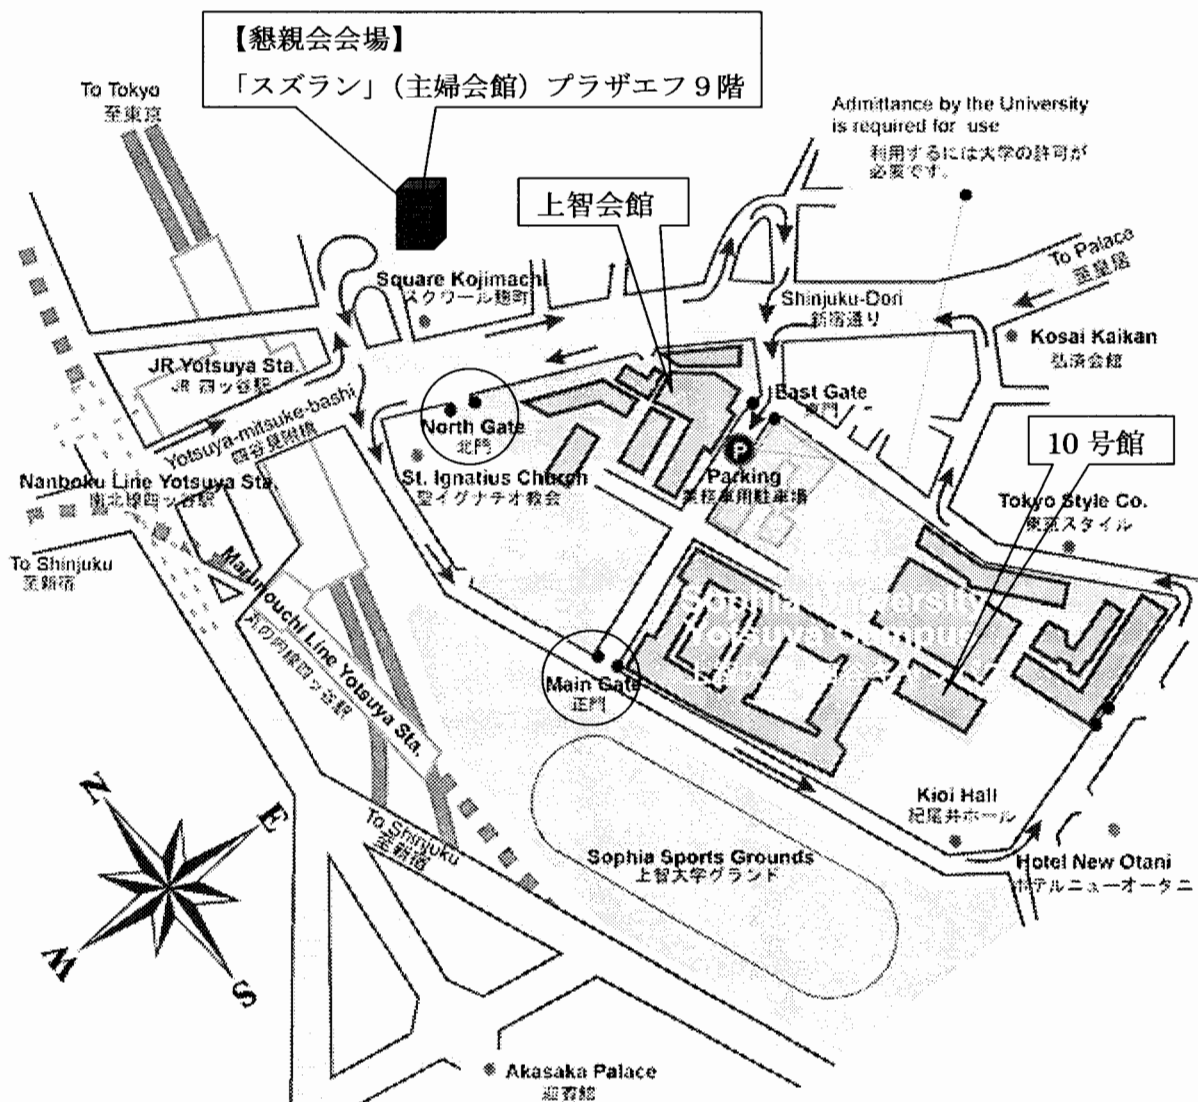 【懇親会会場】
「スズラン」（主婦会館）プラザエフ９階
To Tokyo
至東京
Admittance by the University
is required for use
利用するには大学の許可が
必要です。
上智会館
To Palace
至皇居
Square Kojimachi
スクワール麹町
Shinjuku-Dori
新宿通り
Kosai Kaikan
弘済会館
JR Yotsuya Sta.
JR 四ッ谷駅
Yotsuya-mitsuke-bashi
四谷見附橋
East Gate
東門
North Gate
北門
10 号館
P
Parking
業務車用駐車場
St. Ignatius Church
聖イグナチオ教会
Nanboku Line Yotsuya Sta.
南北線四ッ谷駅
Tokyo Style Co.
東京スタイル
To Shinjuku
至新宿
Marunouchi Line Yotsuya Sta.
丸の内線四ッ谷駅
Sophia University
Yotsuya Campus
Main Gate
正門
Kioi Hall
紀尾井ホール
To Shinjuku
至新宿
Sophia Sports Grounds
上智大学グランド
Hotel New Otani
ホテルニューオータニ
N
E
W
S
Akasaka Palace
迎賓館